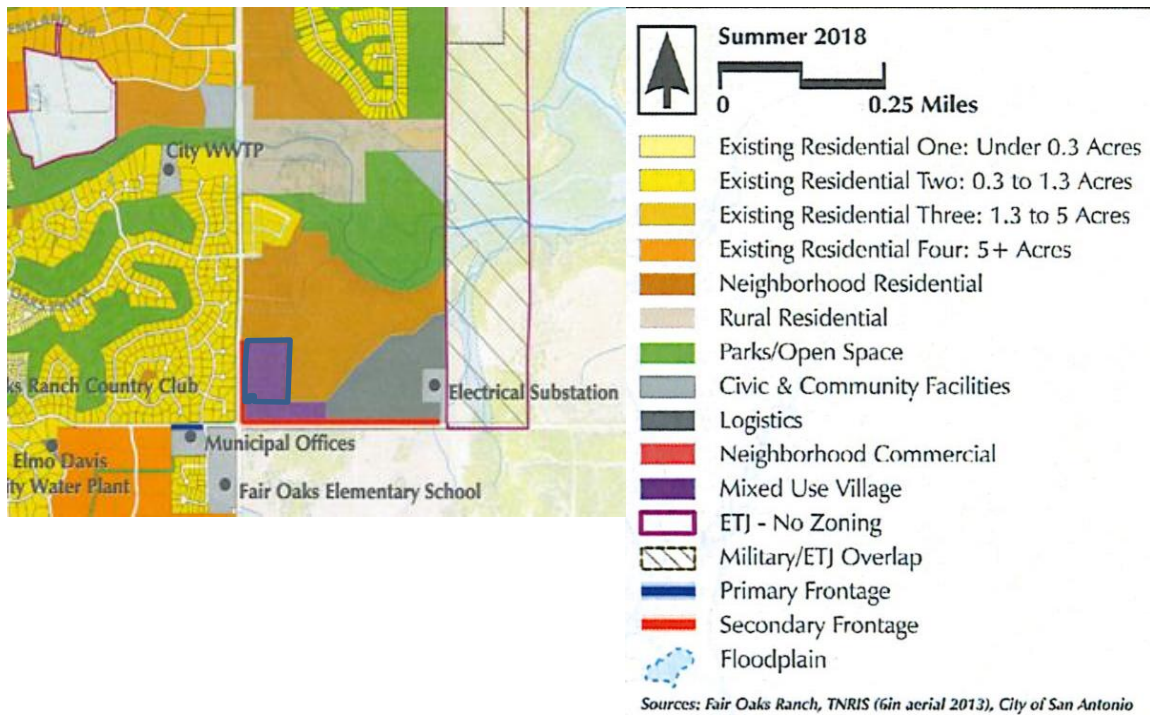 City WWTP
ks Ranch Country Club
Electrical Substation
Municipal Offices
Elmo Davis
ity Water Plant
Fair Oaks Elementary School
Summer 2018
0 0.25 Miles
Existing Residential One: Under 0.3 Acres
Existing Residential Two: 0.3 to 1.3 Acres
Existing Residential Three: 1.3 to 5 Acres
Existing Residential Four: 5+ Acres
Neighborhood Residential
Rural Residential
Parks/Open Space
Civic & Community Facilities
Logistics
Neighborhood Commercial
Mixed Use Village
ETJ - No Zoning
Military/ETJ Overlap
Primary Frontage
Secondary Frontage
Floodplain
Sources: Fair Oaks Ranch, TNRIS (6in aerial 2013), City of San Antonio